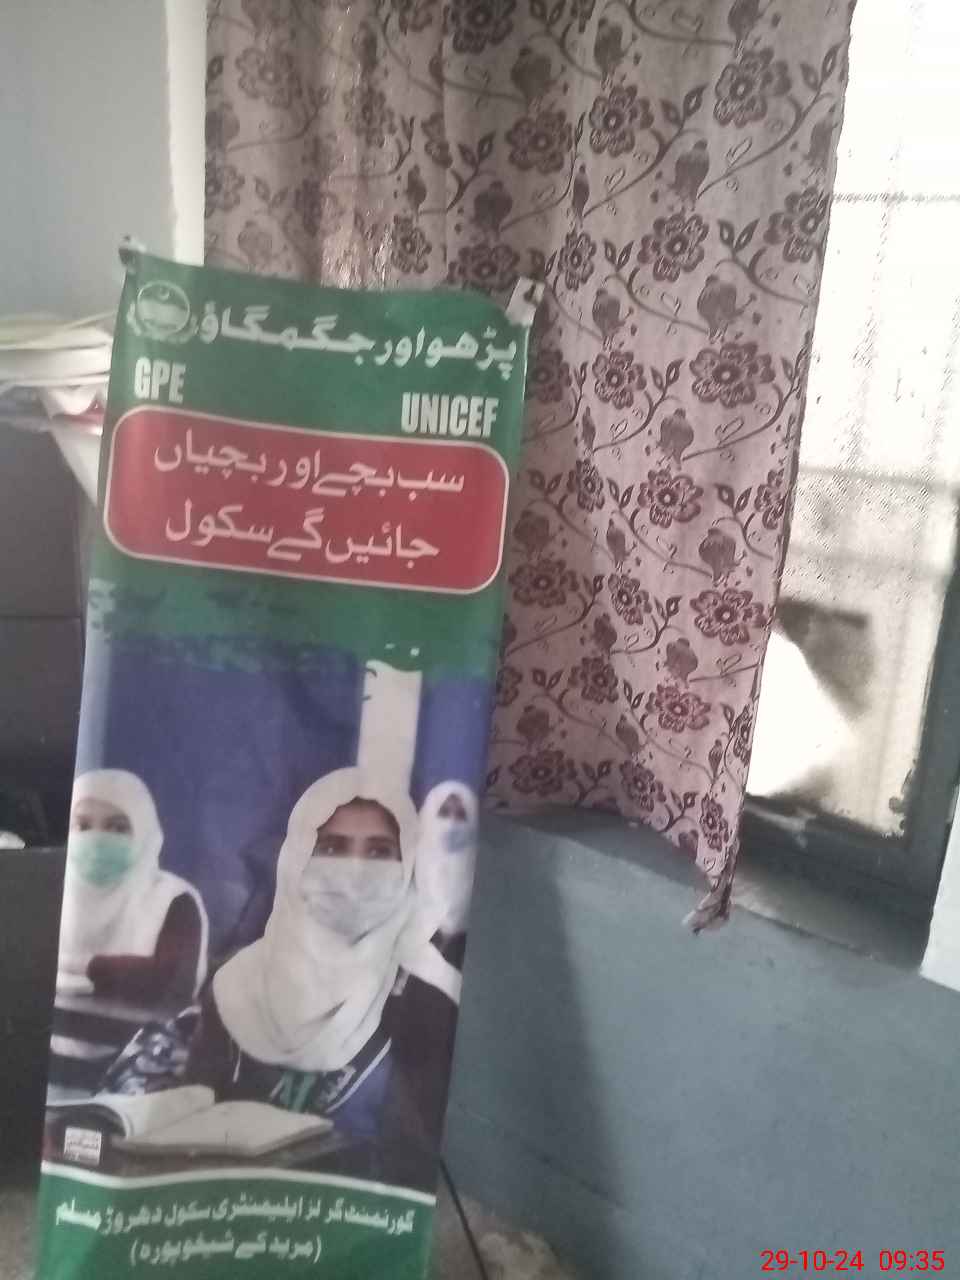 پڑھو اور جگمگاؤ
GPE
UNICEF
سب بچے اور بچیاں
جائیں گے سکول
گورنمنٹ گرلز ایلیمنٹری سکول دھروڑ مسلم
(مریدکے شیخوپورہ)
29-10-24 09:35